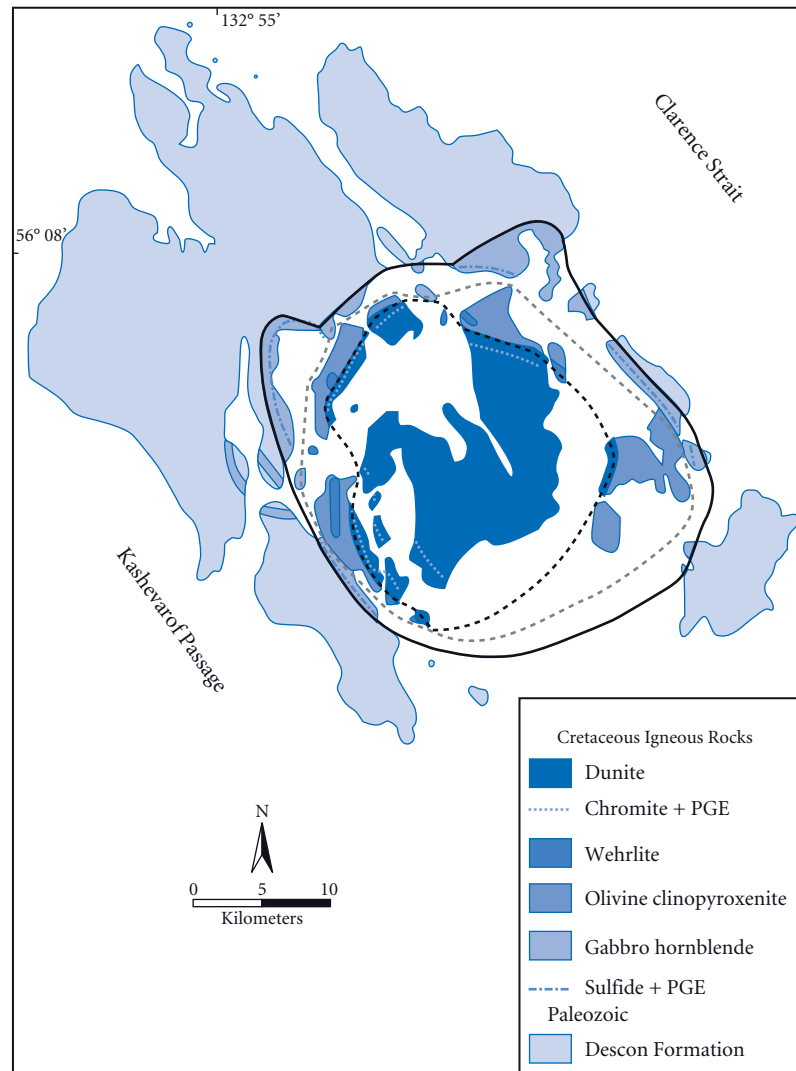 132° 55’
Clarence Strait
56° 08’
Kashevarof Passage
N
0 5 10
Kilometers
Cretaceous Igneous Rocks
Dunite
Chromite + PGE
Wehrlite
Olivine clinopyroxenite
Gabbro hornblende
Sulfide + PGE
Paleozoic
Descon Formation